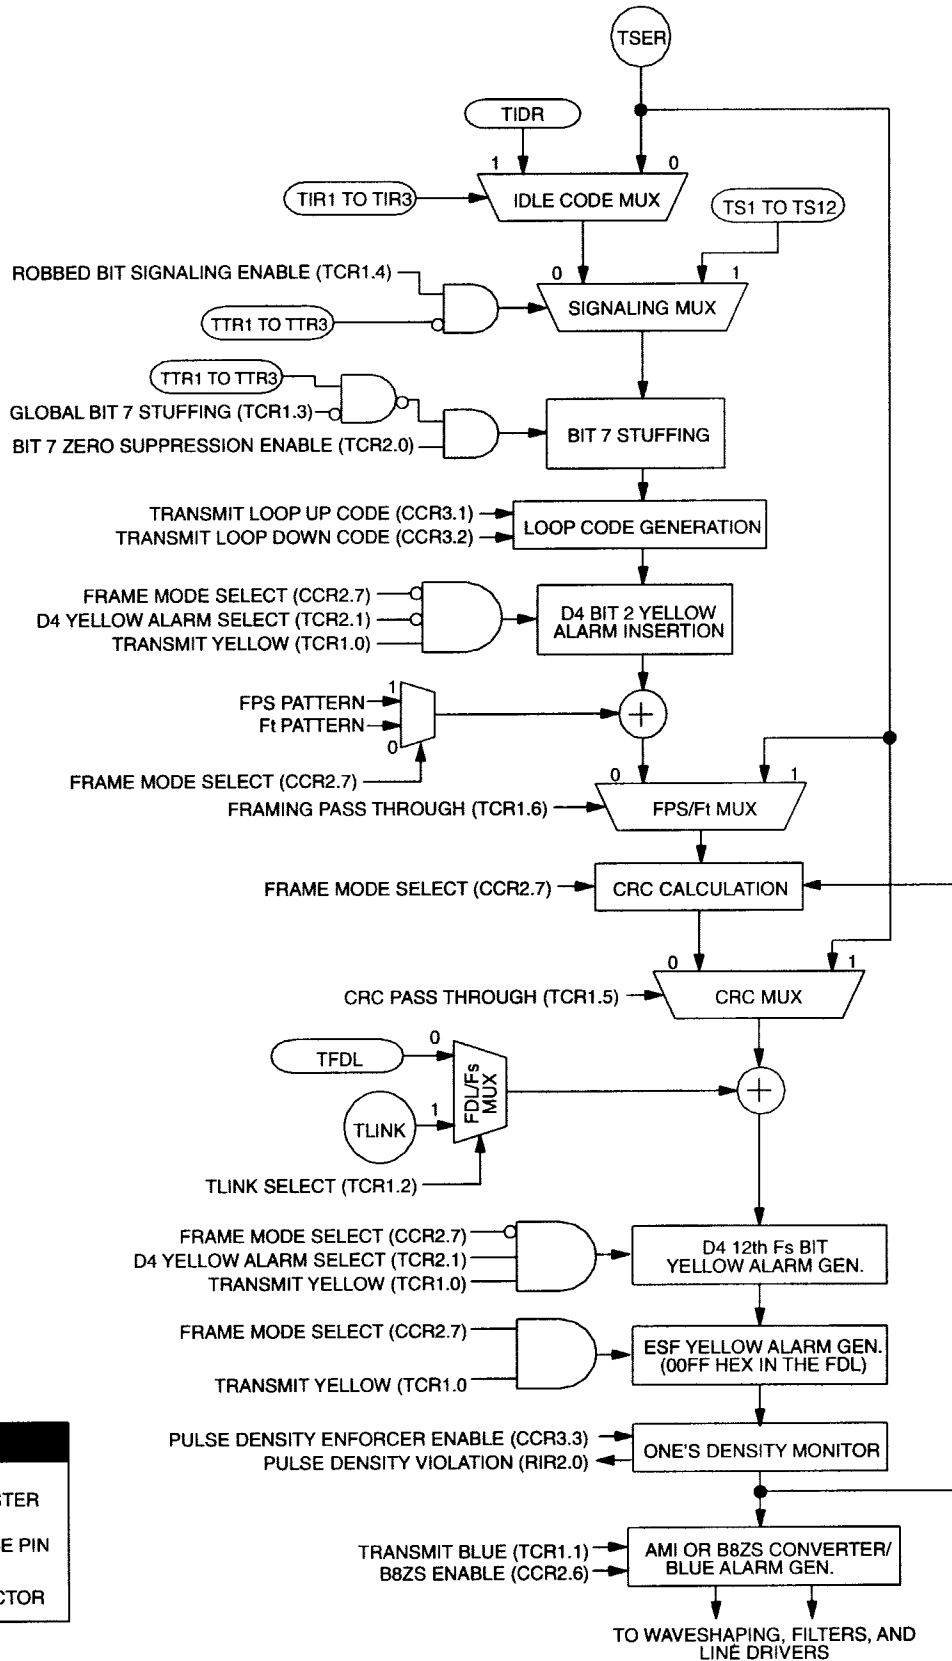 TSER
TIDR
1
0
TIR1 TO TIR3
IDLE CODE MUX
TS1 TO TS12
ROBBED BIT SIGNALING ENABLE (TCR1.4)
0
1
TTR1 TO TTR3
SIGNALING MUX
TTR1 TO TTR3
GLOBAL BIT 7 STUFFING (TCR1.3)
BIT 7 ZERO SUPPRESSION ENABLE (TCR2.0)
BIT 7 STUFFING
TRANSMIT LOOP UP CODE (CCR3.1)
TRANSMIT LOOP DOWN CODE (CCR3.2)
LOOP CODE GENERATION
FRAME MODE SELECT (CCR2.7)
D4 YELLOW ALARM SELECT (TCR2.1)
TRANSMIT YELLOW (TCR1.0)
D4 BIT 2 YELLOW
ALARM INSERTION
1
FPS PATTERN
Ft PATTERN
0
FRAME MODE SELECT (CCR2.7)
0
1
FRAMING PASS THROUGH (TCR1.6)
FPS/Ft MUX
FRAME MODE SELECT (CCR2.7)
CRC CALCULATION
0
1
CRC PASS THROUGH (TCR1.5)
CRC MUX
0
TFDL
FDL/Fs
MUX
1
TLINK
TLINK SELECT (TCR1.2)
FRAME MODE SELECT (CCR2.7)
D4 YELLOW ALARM SELECT (TCR2.1)
TRANSMIT YELLOW (TCR1.0)
D4 12th Fs BIT
YELLOW ALARM GEN.
FRAME MODE SELECT (CCR2.7)
TRANSMIT YELLOW (TCR1.0
ESF YELLOW ALARM GEN.
(00FF HEX IN THE FDL)
PULSE DENSITY ENFORCER ENABLE (CCR3.3)
PULSE DENSITY VIOLATION (RIR2.0)
ONE'S DENSITY MONITOR
STER
E PIN
CTOR
TRANSMIT BLUE (TCR1.1)
B8ZS ENABLE (CCR2.6)
AMI OR B8ZS CONVERTER/
BLUE ALARM GEN.
TO WAVESHAPING, FILTERS, AND
LINE DRIVERS